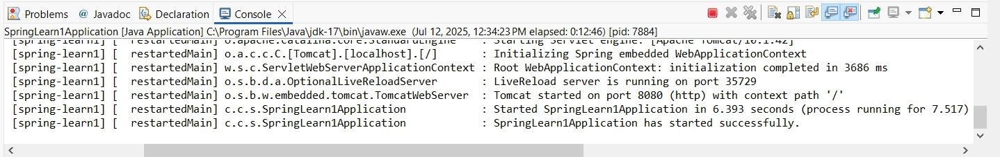 Problems @ Javadoc Declaration Console
SpringLearn1Application [Java Application] C:\Program Files\Java\jdk-17\bin\javaw.exe (Jul 12, 2025, 12:34:23 PM elapsed: 0:12:46) [pid: 7884]
[spring-learn1] [ restartedMain] o.apache.catalina.core.StandardEngine : Starting Servlet engine: [Apache Tomcat/10.1.42]
[spring-learn1] [ restartedMain] o.a.c.c.C.[Tomcat].[localhost].[/] : Initializing Spring embedded WebApplicationContext
[spring-learn1] [ restartedMain] w.s.c.ServletWebServerApplicationContext : Root WebApplicationContext: initialization completed in 3686 ms
[spring-learn1] [ restartedMain] o.s.b.d.a.OptionalLiveReloadServer : LiveReload server is running on port 35729
[spring-learn1] [ restartedMain] o.s.b.w.embedded.tomcat.TomcatWebServer : Tomcat started on port 8080 (http) with context path '/'
[spring-learn1] [ restartedMain] c.c.s.SpringLearn1Application : Started SpringLearn1Application in 6.393 seconds (process running for 7.517)
[spring-learn1] [ restartedMain] c.c.s.SpringLearn1Application : SpringLearn1Application has started successfully.